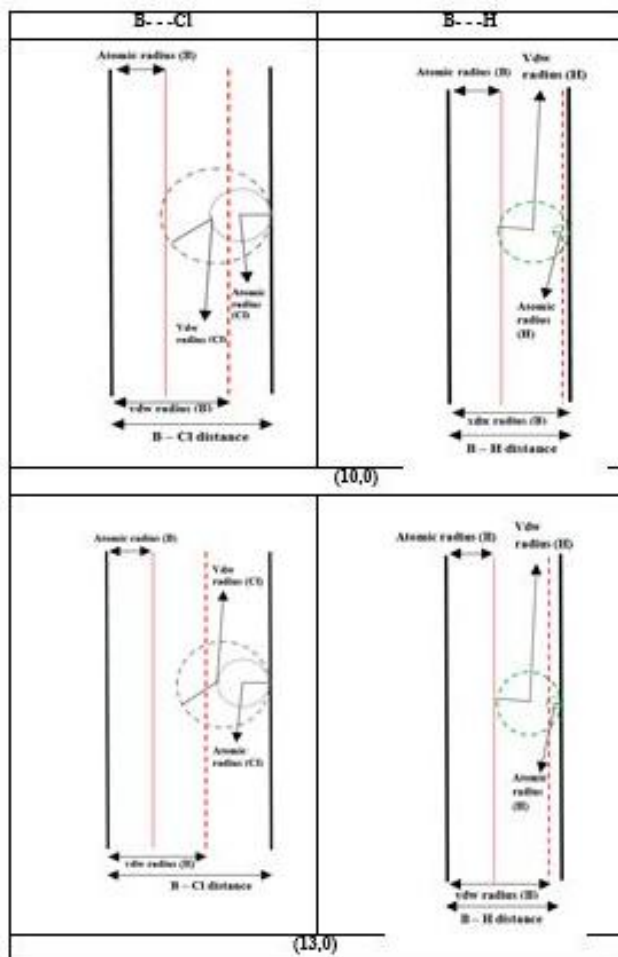 B---Cl
B---H
Atomic radius (B)
Vdw
radius (Cl)
Atomic
radius
(Cl)
vdw radius (B)
B – Cl distance
Atomic radius (B)
Vdw
radius (H)
Atomic
radius
(H)
vdw radius (B)
B – H distance
(10,0)
Atomic radius (B)
Vdw
radius (Cl)
Atomic
radius (Cl)
vdw radius (B)
B – Cl distance
Atomic radius (B)
Vdw
radius (H)
Atomic
radius
(H)
vdw radius (B)
B – H distance
(13,0)